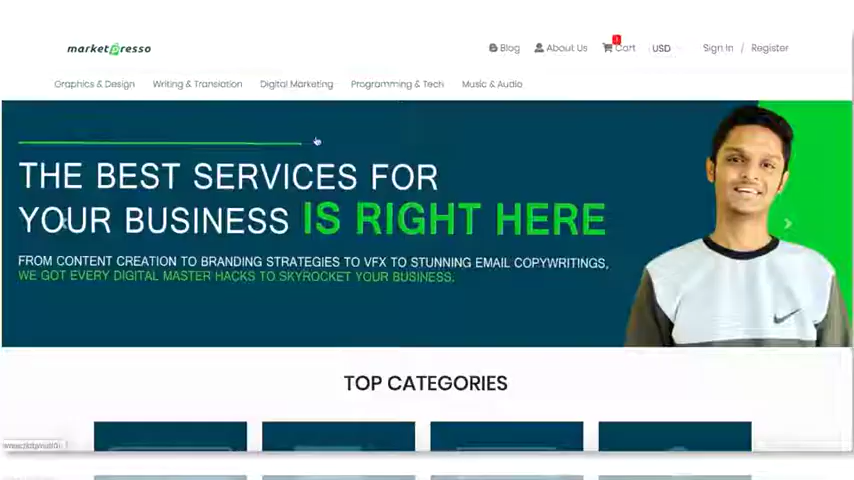 marketpresso
Blog About Us 1 Cart USD Sign In / Register
Graphics & Design Writing & Translation Digital Marketing Programming & Tech Music & Audio
THE BEST SERVICES FOR
YOUR BUSINESS IS RIGHT HERE
FROM CONTENT CREATION TO BRANDING STRATEGIES TO VFX TO STUNNING EMAIL COPYWRITINGS,
WE GOT EVERY DIGITAL MASTER HACKS TO SKYROCKET YOUR BUSINESS.
TOP CATEGORIES